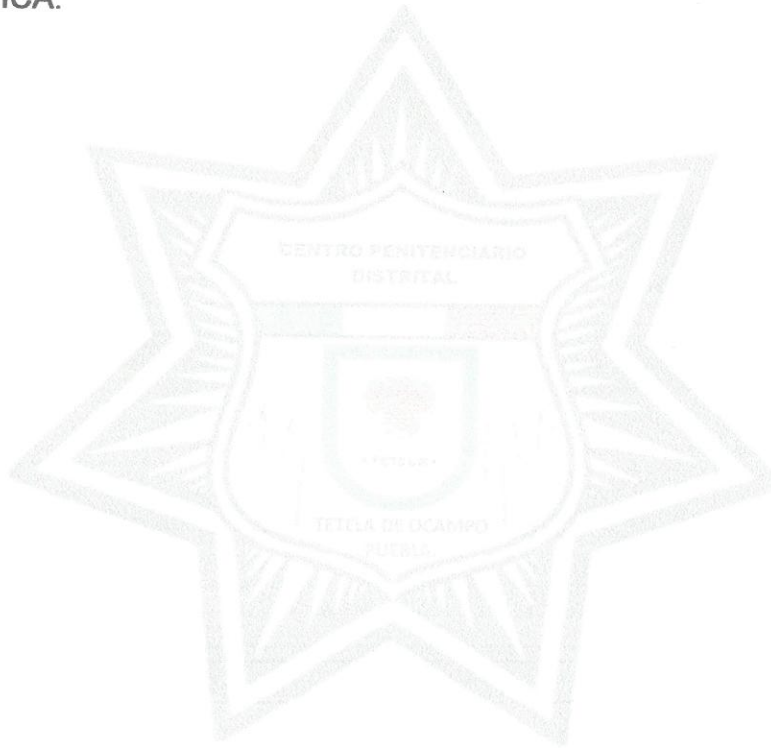 ICA.
CENTRO PENITENCIARIO
DISTRITAL
TETELA DE OCAMPO
PUEBLA